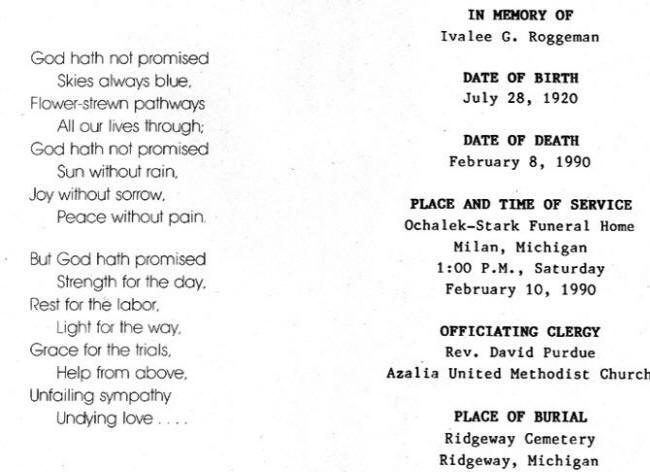 God hath not promised
Skies always blue,
Flower-strewn pathways
All our lives through;
God hath not promised
Sun without rain,
Joy without sorrow,
Peace without pain.
But God hath promised
Strength for the day,
Rest for the labor,
Light for the way,
Grace for the trials,
Help from above,
Unfailing sympathy
Undying love . . . .
IN MEMORY OF
Ivalee G. Roggeman
DATE OF BIRTH
July 28, 1920
DATE OF DEATH
February 8, 1990
PLACE AND TIME OF SERVICE
Ochalek-Stark Funeral Home
Milan, Michigan
1:00 P.M., Saturday
February 10, 1990
OFFICIATING CLERGY
Rev. David Purdue
Azalia United Methodist Church
PLACE OF BURIAL
Ridgeway Cemetery
Ridgeway, Michigan